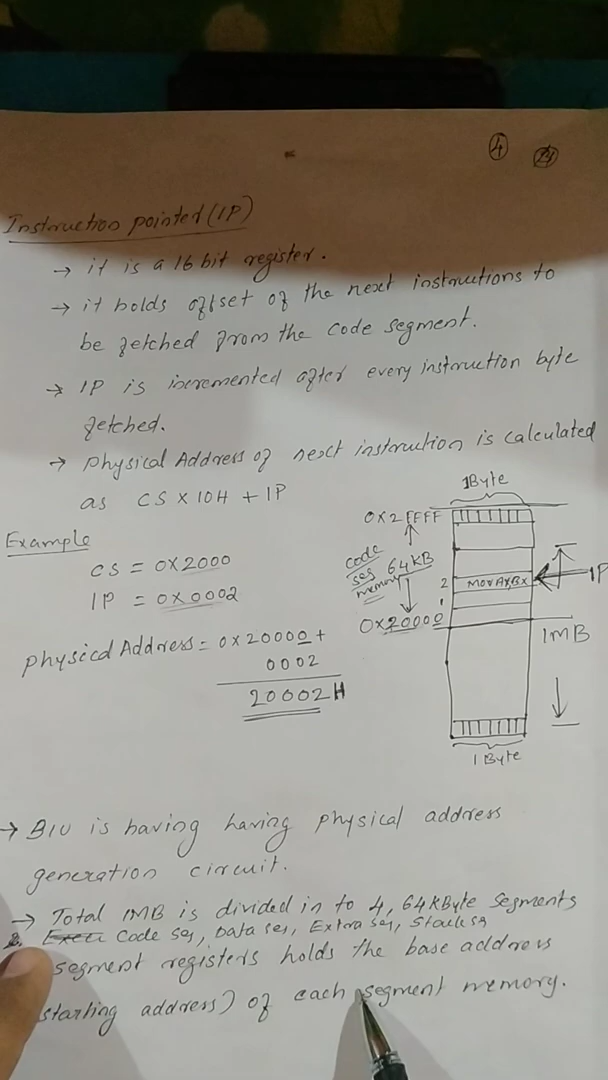 4
Instruction pointed (IP)
→ it is a 16 bit register.
→ it holds offset of the next instructions to
be fetched from the code segment.
→ IP is incremented after every instruction byte
fetched.
→ Physical Address of next instruction is calculated
as CS X 10H + IP
Example
CS = 0X2000
IP = 0X0002
physical Address = 0X20000 +
0002
20002H
1Byte
0X2FFFF
code
seg
memory
64KB
2
MOV AX,BX
IP
1
0X20000
1MB
1 Byte
→ BIU is having having physical address
generation circuit.
→ Total 1MB is divided in to 4, 64KByte Segments
Code seg, Data seg, Extra seg, Stack sg
segment registers holds the base address
starting address) of each segment memory.